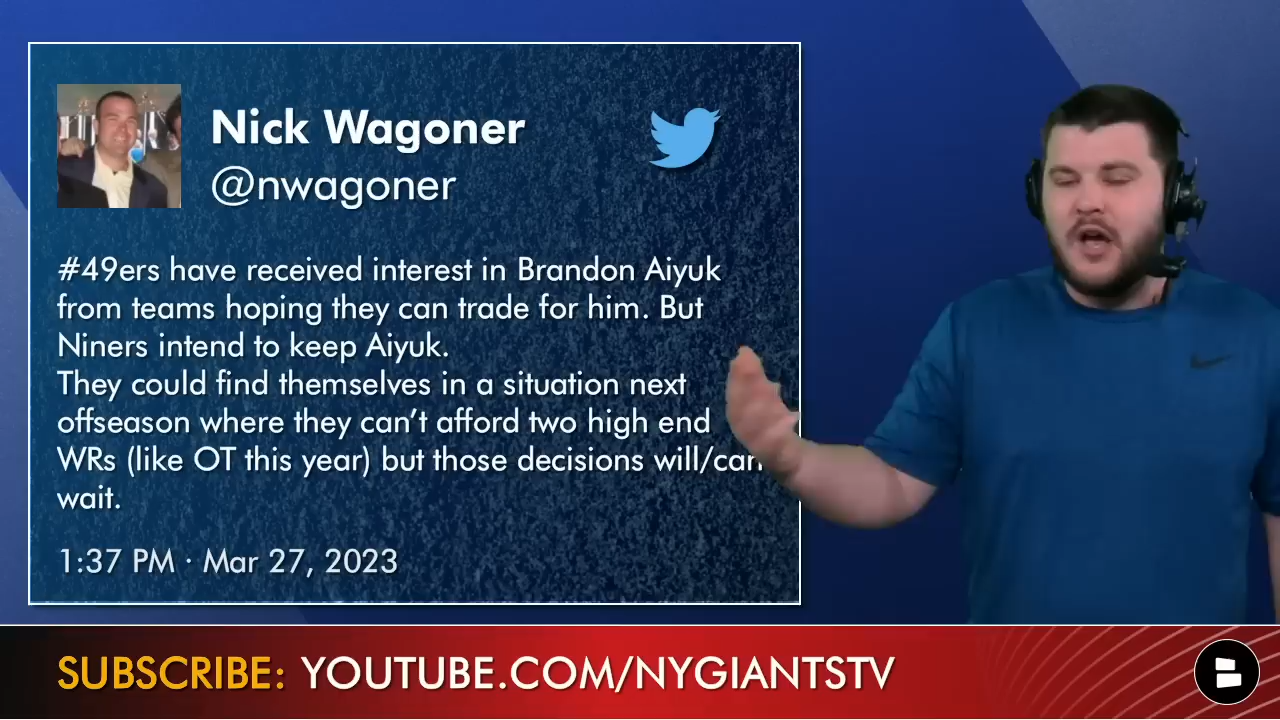 Nick Wagoner
@nwagoner
#49ers have received interest in Brandon Aiyuk
from teams hoping they can trade for him. But
Niners intend to keep Aiyuk.
They could find themselves in a situation next
offseason where they can't afford two high end
WRs (like OT this year) but those decisions will/can
wait.
1:37 PM · Mar 27, 2023
SUBSCRIBE: YOUTUBE.COM/NYGIANTSTV